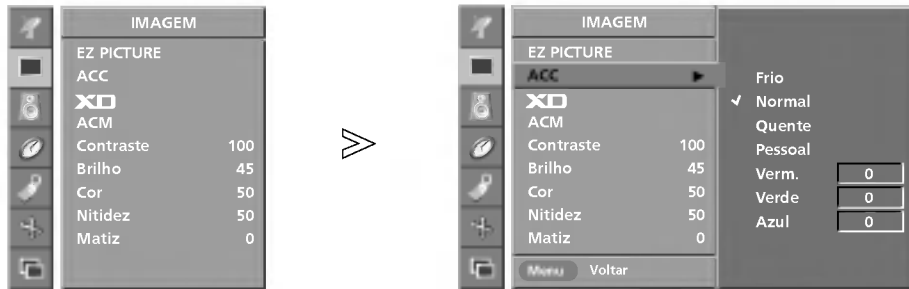 IMAGEM
EZ PICTURE
ACC
XD
ACM
Contraste 100
Brilho 45
Cor 50
Nitidez 50
Matiz 0
IMAGEM
EZ PICTURE
ACC
XD
ACM
Contraste 100
Brilho 45
Cor 50
Nitidez 50
Matiz 0
Menu Voltar
Frio
Normal
Quente
Pessoal
Verm. 0
Verde 0
Azul 0